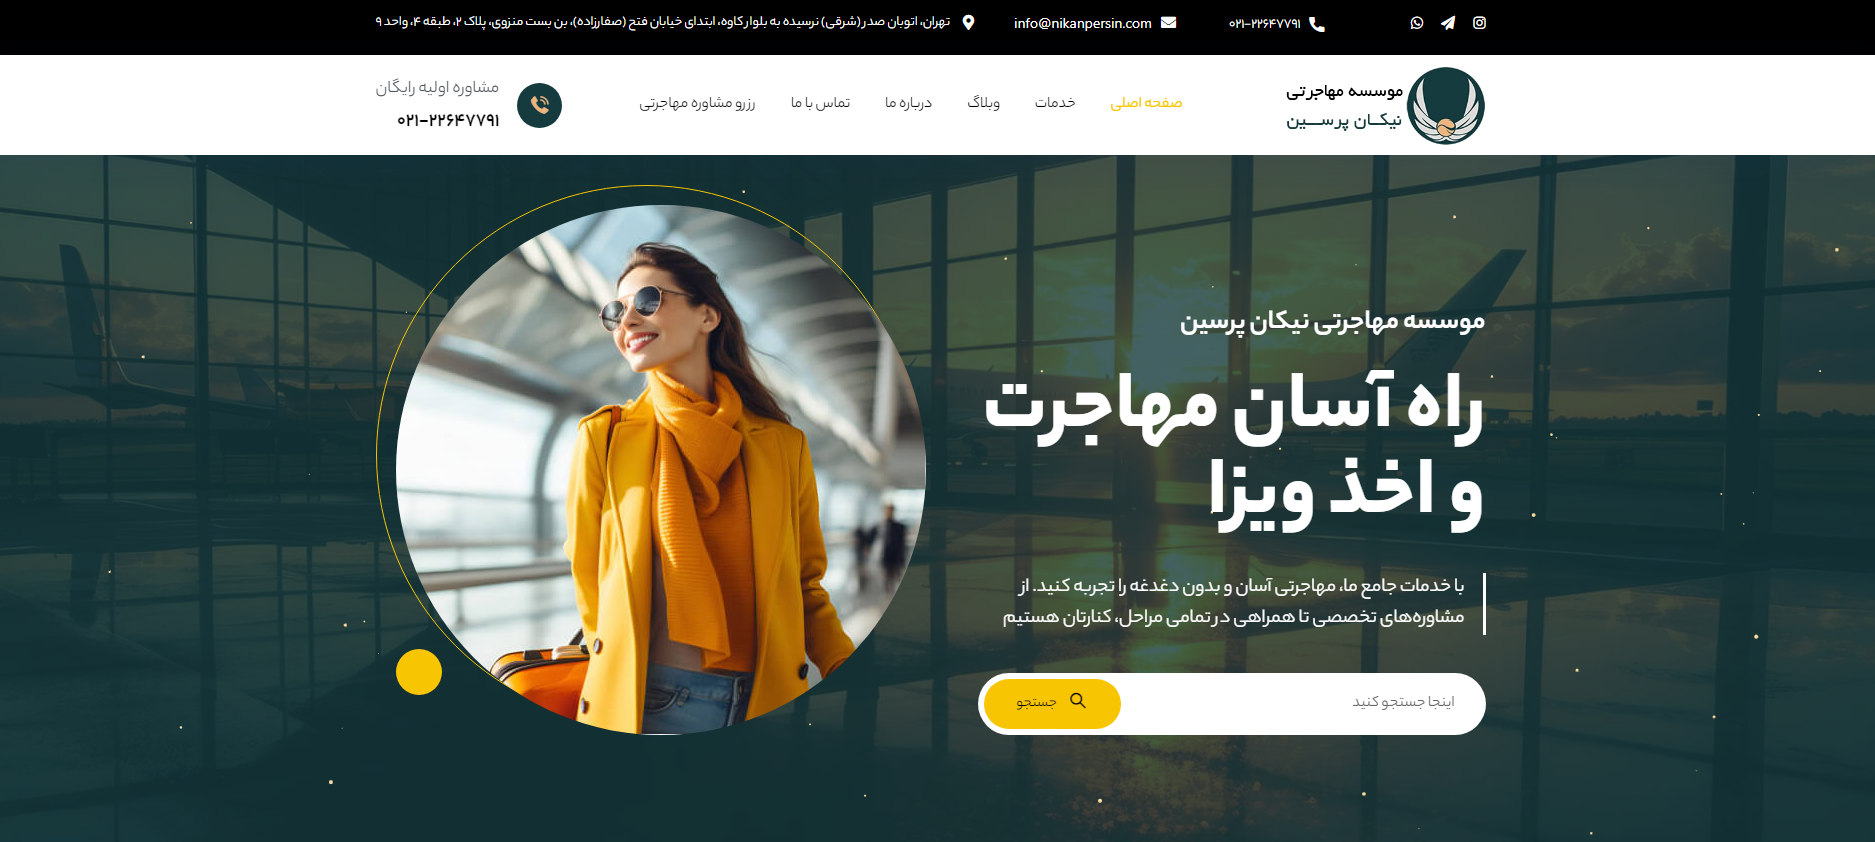 ۰۲۱-۲۲۶۴۷۷۹۱
info@nikanpersin.com
تهران، اتوبان صدر (شرقی) نرسیده به بلوار کاوه، ابتدای خیابان فتح (صفارزاده)، بن بست منزوی، پلاک ۲، طبقه ۴، واحد ۹
موسسه مهاجرتی
نیکـان پرســـین
صفحه اصلی
خدمات
وبلاگ
درباره ما
تماس با ما
رزرو مشاوره مهاجرتی
مشاوره اولیه رایگان
۰۲۱-۲۲۶۴۷۷۹۱
موسسه مهاجرتی نیکان پرسین
راه آسان مهاجرت
و اخذ ویزا
با خدمات جامع ما، مهاجرتی آسان و بدون دغدغه را تجربه کنید. از
مشاوره‌های تخصصی تا همراهی در تمامی مراحل، کنارتان هستیم
اینجا جستجو کنید
جستجو